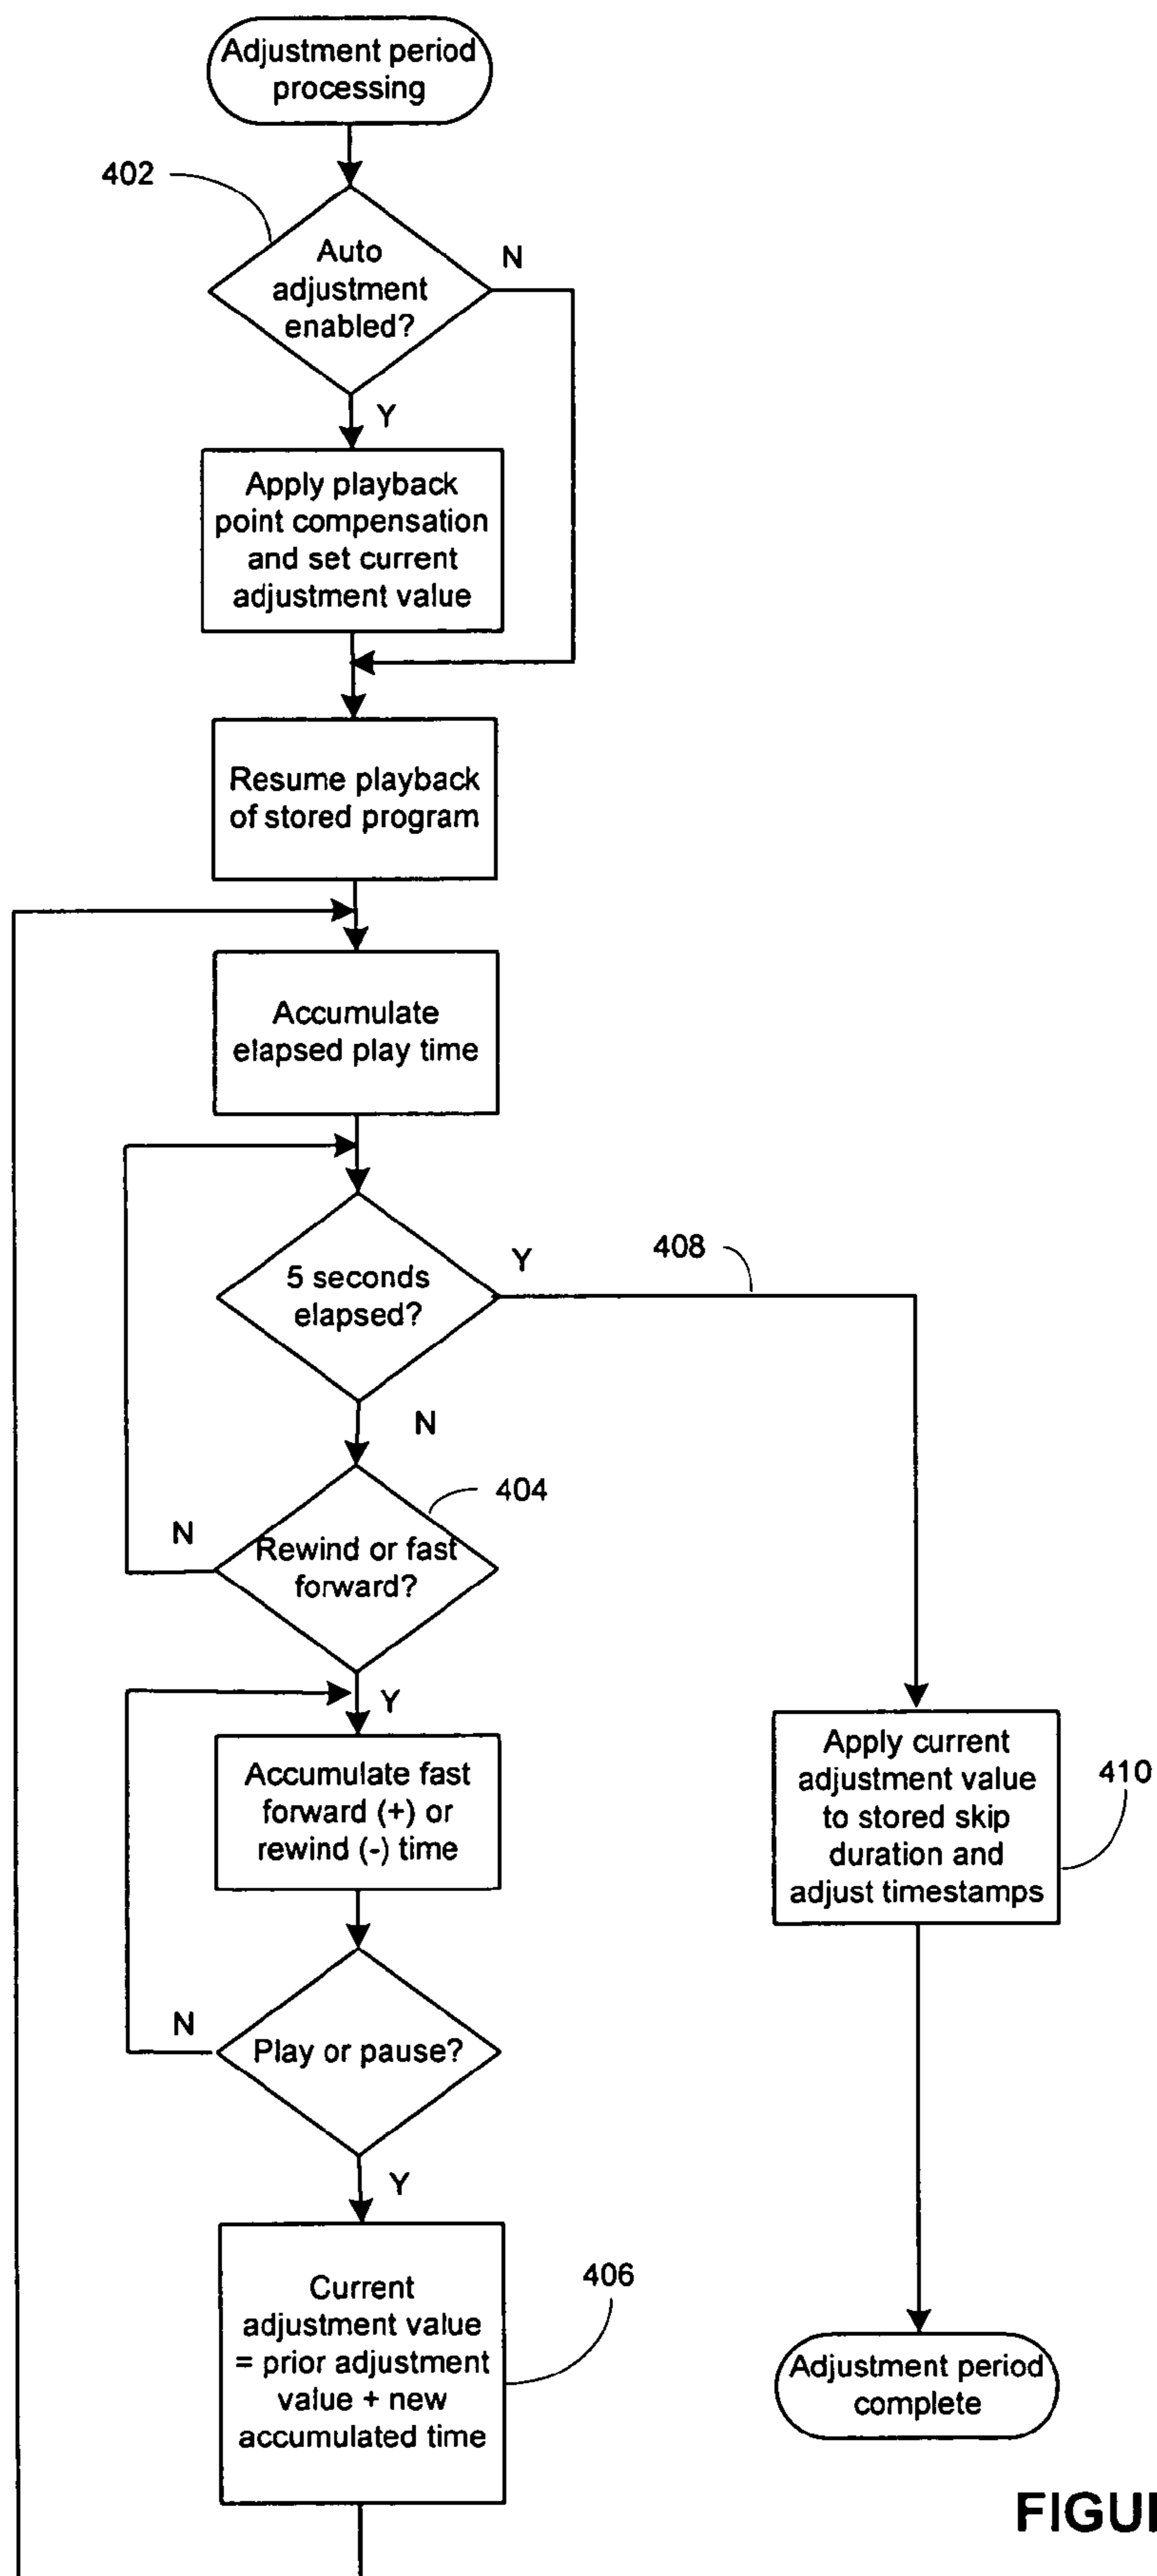 Adjustment period
processing
402
Auto
adjustment
enabled?
N
Y
Apply playback
point compensation
and set current
adjustment value
Resume playback
of stored program
Accumulate
elapsed play time
5 seconds
elapsed?
Y
408
N
404
Rewind or fast
forward?
N
Y
Accumulate fast
forward (+) or
rewind (-) time
Apply current
adjustment value
to stored skip
duration and
adjust timestamps
410
Play or pause?
N
Y
Current
adjustment value
= prior adjustment
value + new
accumulated time
406
Adjustment period
complete